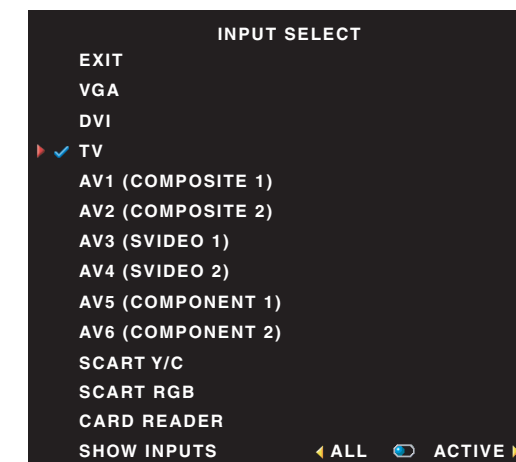 INPUT SELECT
EXIT
VGA
DVI
TV
AV1 (COMPOSITE 1)
AV2 (COMPOSITE 2)
AV3 (SVIDEO 1)
AV4 (SVIDEO 2)
AV5 (COMPONENT 1)
AV6 (COMPONENT 2)
SCART Y/C
SCART RGB
CARD READER
SHOW INPUTS ALL ACTIVE